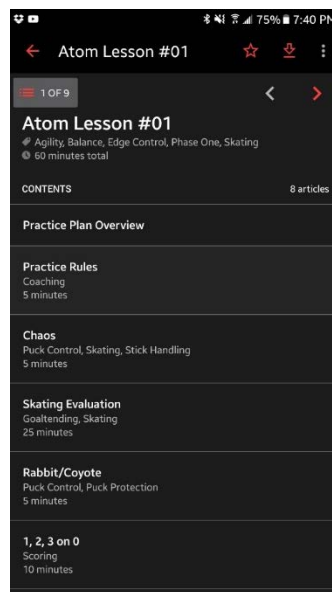 75% 7:40 PM
Atom Lesson #01
1 OF 9
Atom Lesson #01
Agility, Balance, Edge Control, Phase One, Skating
60 minutes total
CONTENTS 8 articles
Practice Plan Overview
Practice Rules
Coaching
5 minutes
Chaos
Puck Control, Skating, Stick Handling
5 minutes
Skating Evaluation
Goaltending, Skating
25 minutes
Rabbit/Coyote
Puck Control, Puck Protection
5 minutes
1, 2, 3 on 0
Scoring
10 minutes